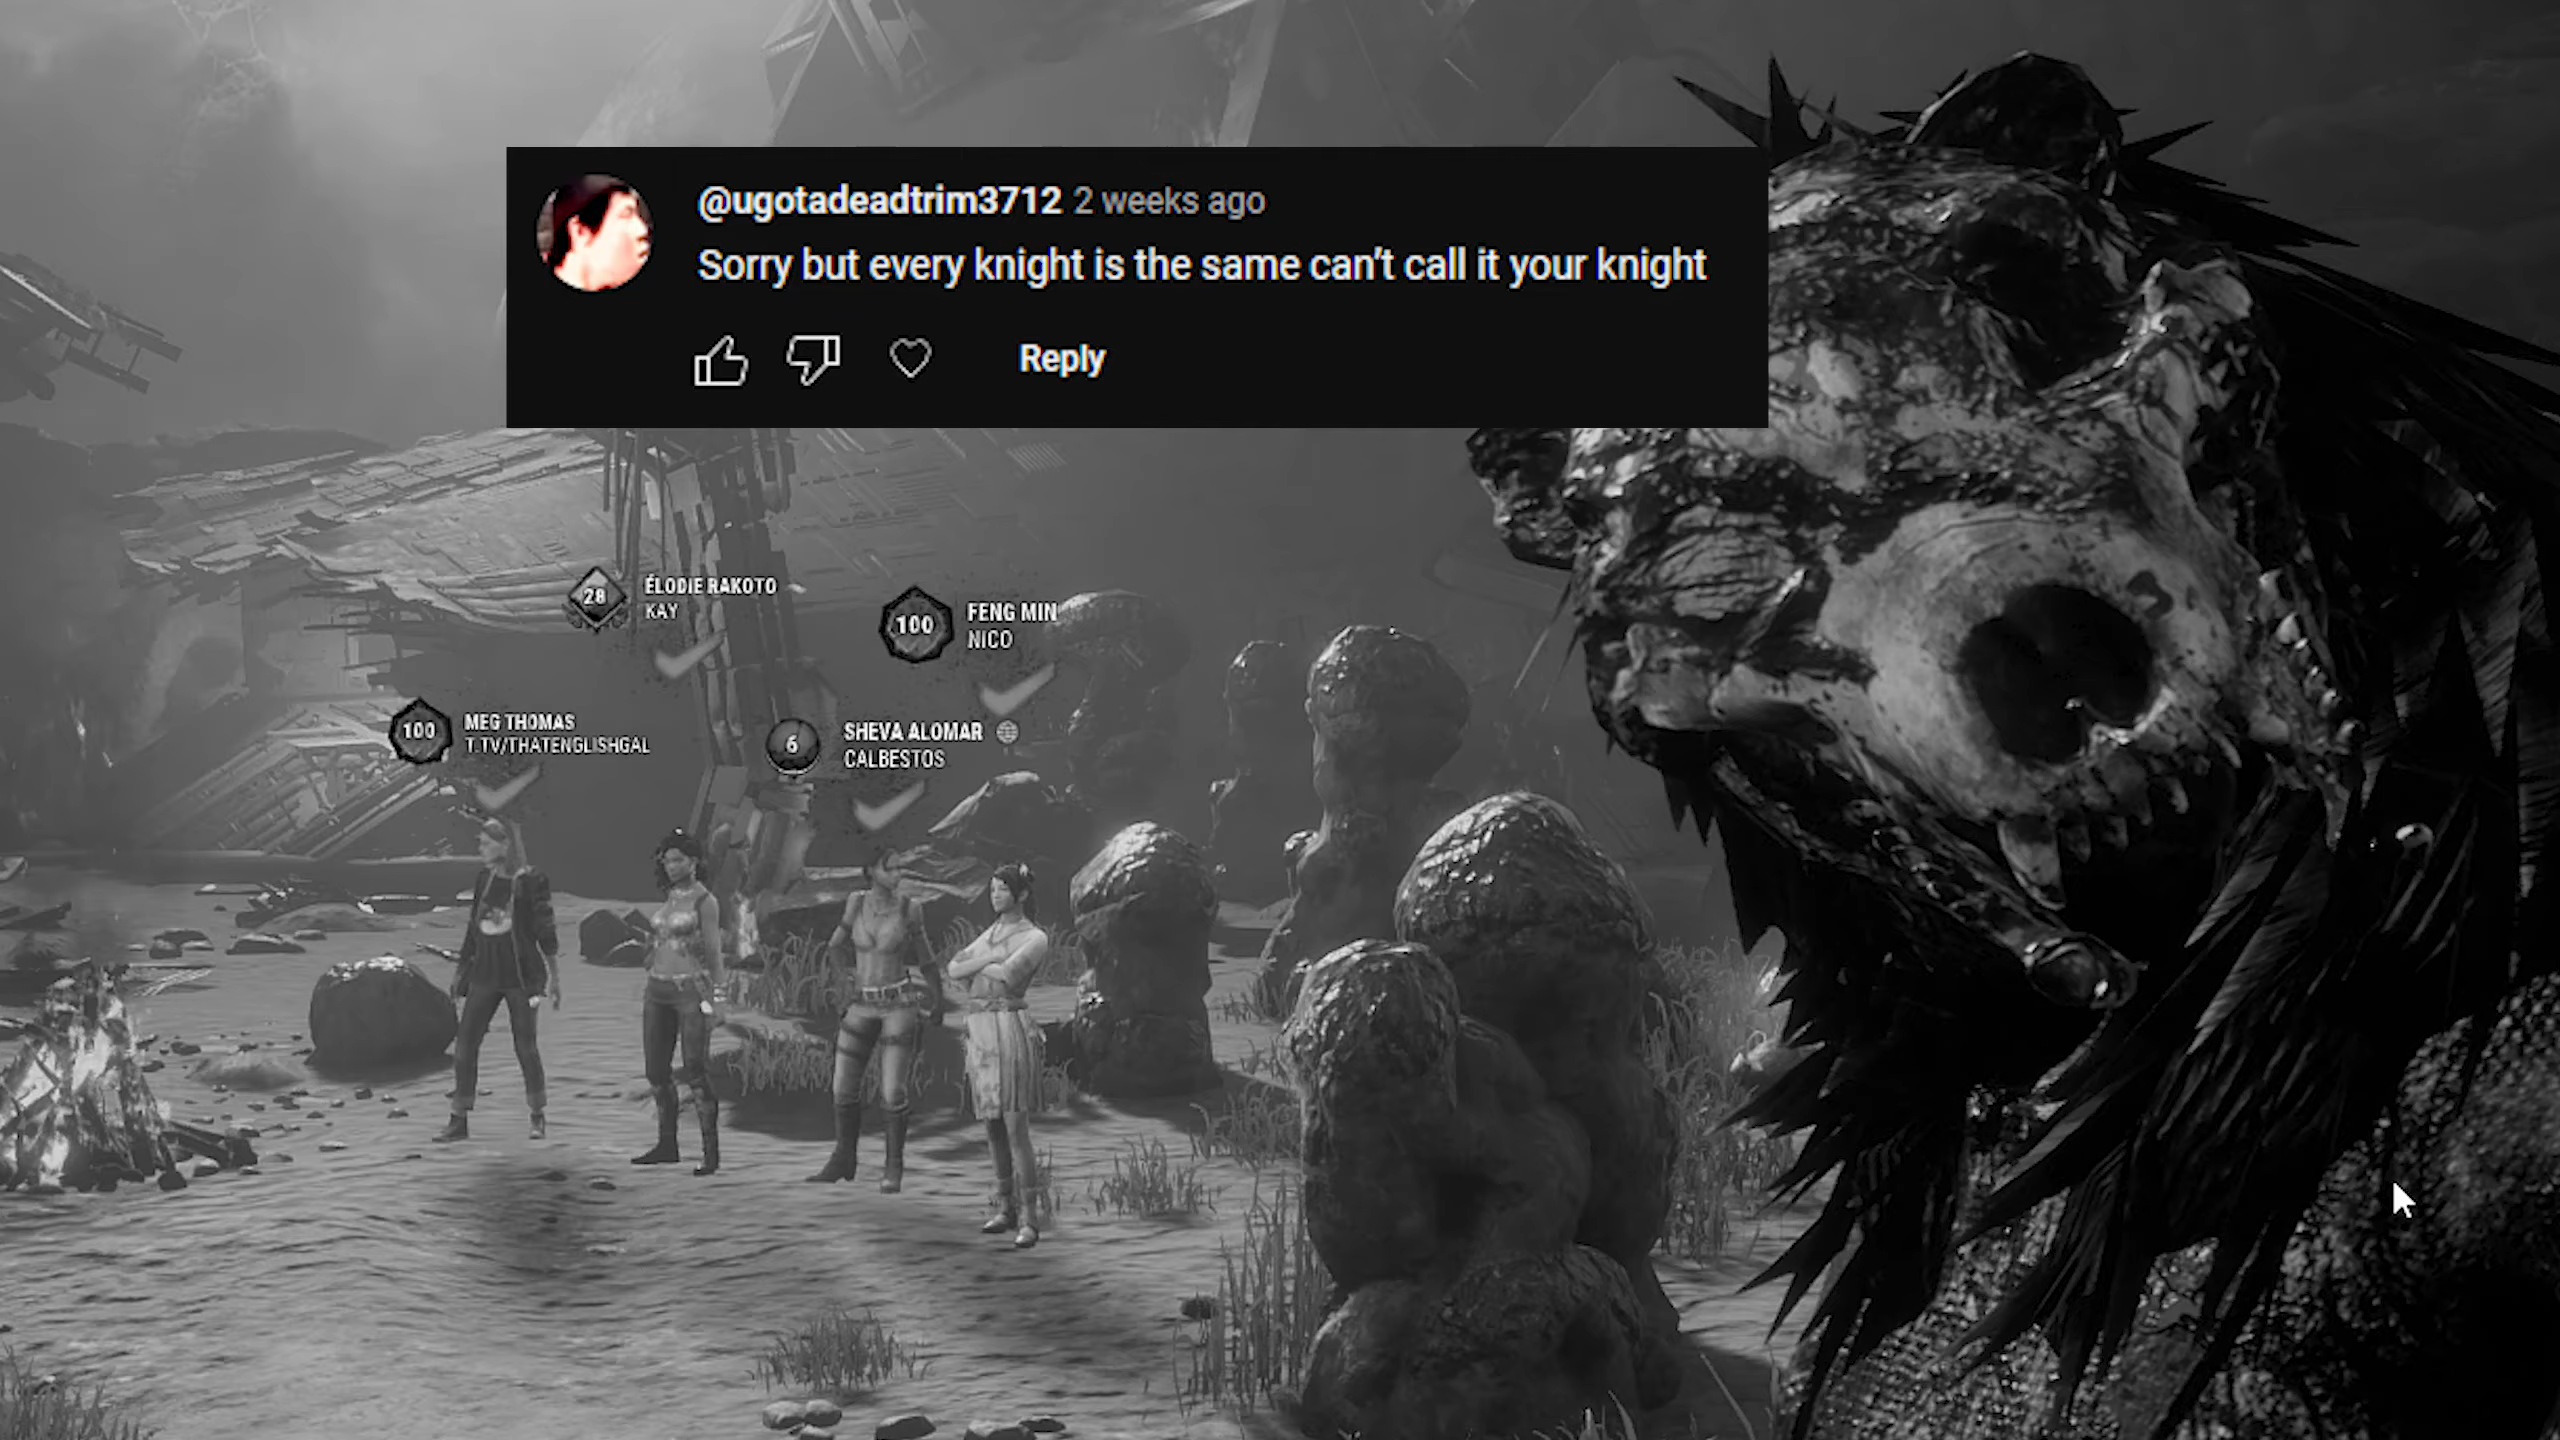 @ugotadeadtrim3712 2 weeks ago
Sorry but every knight is the same can't call it your knight
Reply
28
ÉLODIE RAKOTO
KAY
100
FENG MIN
NICO
100
MEG THOMAS
T.TV/THATENGLISHGAL
6
SHEVA ALOMAR
CALBESTOS